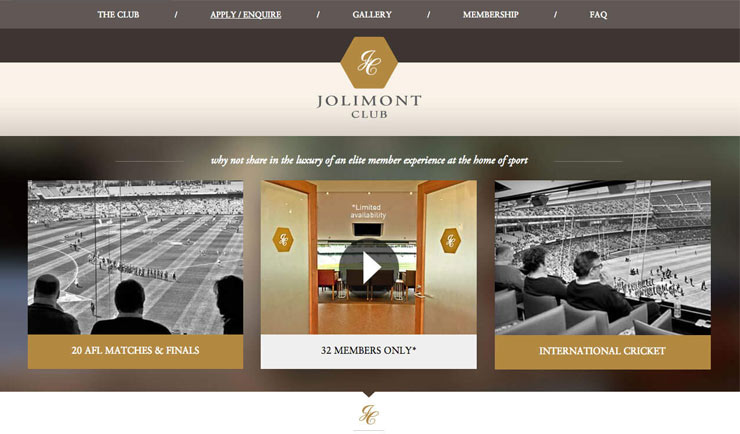 THE CLUB / APPLY / ENQUIRE / GALLERY / MEMBERSHIP / FAQ
JC
JOLIMONT
CLUB
why not share in the luxury of an elite member experience at the home of sport
*Limited
availability
JC
JC
20 AFL MATCHES & FINALS
32 MEMBERS ONLY*
INTERNATIONAL CRICKET
JC